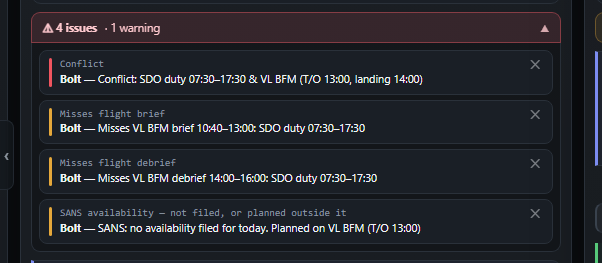 ⚠ 4 issues · 1 warning ▲
Conflict
Bolt — Conflict: SDO duty 07:30–17:30 & VL BFM (T/O 13:00, landing 14:00)
Misses flight brief
Bolt — Misses VL BFM brief 10:40–13:00: SDO duty 07:30–17:30
Misses flight debrief
Bolt — Misses VL BFM debrief 14:00–16:00: SDO duty 07:30–17:30
SANS availability — not filed, or planned outside it
Bolt — SANS: no availability filed for today. Planned on VL BFM (T/O 13:00)